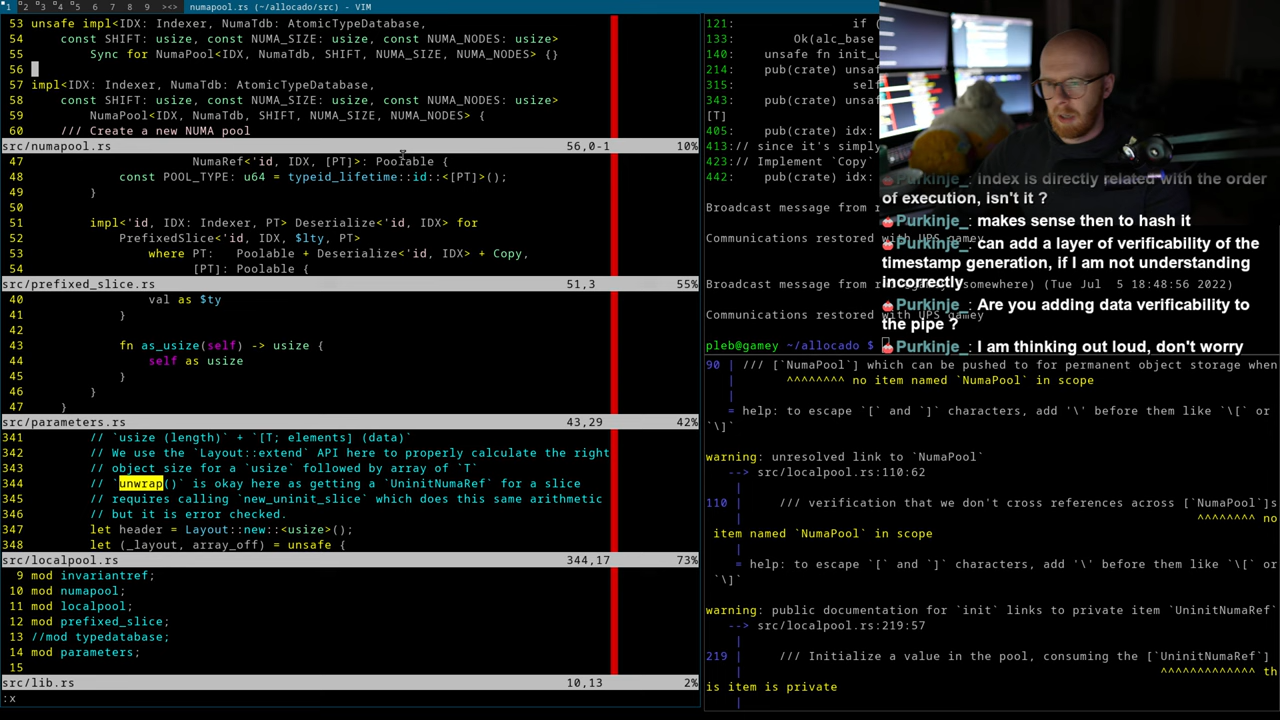 1 2 3 4 5 6 7 8 9 numapool.rs (~/allocado/src) - VIM
53 unsafe impl<IDX: Indexer, NumaTdb: AtomicTypeDatabase,
54     const SHIFT: usize, const NUMA_SIZE: usize, const NUMA_NODES: usize>
55         Sync for NumaPool<IDX, NumaTdb, SHIFT, NUMA_SIZE, NUMA_NODES> {}
56
57 impl<IDX: Indexer, NumaTdb: AtomicTypeDatabase,
58     const SHIFT: usize, const NUMA_SIZE: usize, const NUMA_NODES: usize>
59         NumaPool<IDX, NumaTdb, SHIFT, NUMA_SIZE, NUMA_NODES> {
60     /// Create a new NUMA pool
src/numapool.rs 56,0-1 10%
47                       NumaRef<'id, IDX, [PT]>: Poolable {
48             const POOL_TYPE: u64 = typeid_lifetime::id::<[PT]>();
49         }
50
51         impl<'id, IDX: Indexer, PT> Deserialize<'id, IDX> for
52             PrefixedSlice<'id, IDX, $lty, PT>
53                 where PT:   Poolable + Deserialize<'id, IDX> + Copy,
54                       [PT]: Poolable {
src/prefixed_slice.rs 51,3 55%
40                 val as $ty
41             }
42
43             fn as_usize(self) -> usize {
44                 self as usize
45             }
46         }
47     }
src/parameters.rs 43,29 42%
341         // `usize (length)` + `[T; elements] (data)`
342         // We use the `Layout::extend` API here to properly calculate the right
343         // object size for a `usize` followed by array of `T`
344         // `unwrap()` is okay here as getting a `UninitNumaRef` for a slice
345         // requires calling `new_uninit_slice` which does this same arithmetic
346         // but it is error checked.
347         let header = Layout::new::<usize>();
348         let (_layout, array_off) = unsafe {
src/localpool.rs 344,17 73%
9 mod invariantref;
10 mod numapool;
11 mod localpool;
12 mod prefixed_slice;
13 //mod typedatabase;
14 mod parameters;
15
src/lib.rs 10,13 2%
:x
121:                if (
133:            Ok(alc_base
140:    unsafe fn init_
214:    pub(crate) unsa
315:            self
343:    pub(crate) unsa
[T]
405:    pub(crate) idx:
413:// since it's simply
423:// Implement `Copy`
442:    pub(crate) idx:
Broadcast message from r
Communications restored with UPS gamey
Broadcast message from (somewhere) (Tue Jul  5 18:48:56 2022)
Communications restored with UPS gamey
pleb@gamey ~/allocado $
Purkinje_: Index is directly related with the order
of execution, isn't it ?
Purkinje_: makes sense then to hash it
Purkinje_: can add a layer of verifiability of the
timestamp generation, if I am not understanding
incorrectly
Purkinje_: Are you adding data verifiability to
the pipe ?
Purkinje_: I am thinking out loud, don't worry
90 | /// [`NumaPool`] which can be pushed to for permanent object storage when
   |      ^^^^^^^^ no item named `NumaPool` in scope
   |
   = help: to escape `[` and `]` characters, add '\' before them like `\[` or
`\]`
warning: unresolved link to `NumaPool`
   --> src/localpool.rs:110:62
    |
110 |     /// verification that we don't cross references across [`NumaPool`]s
    |                                                              ^^^^^^^^ no
 item named `NumaPool` in scope
    |
    = help: to escape `[` and `]` characters, add '\' before them like `\[` or
 `\]`
warning: public documentation for `init` links to private item `UninitNumaRef`
   --> src/localpool.rs:219:57
    |
219 |     /// Initialize a value in the pool, consuming the [`UninitNumaRef`]
    |                                                         ^^^^^^^^^^^^^ th
is item is private
    |